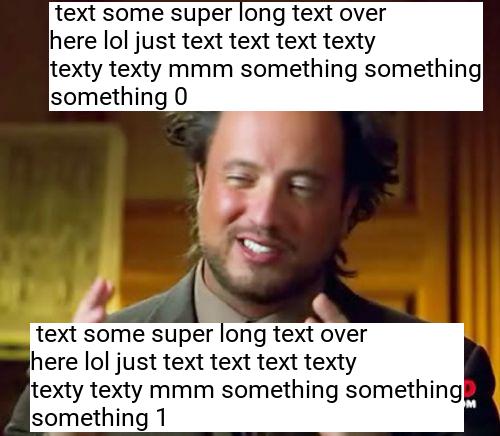 text some super long text over
here lol just text text text texty
texty texty mmm something something
something 0
text some super long text over
here lol just text text text texty
texty texty mmm something something
something 1